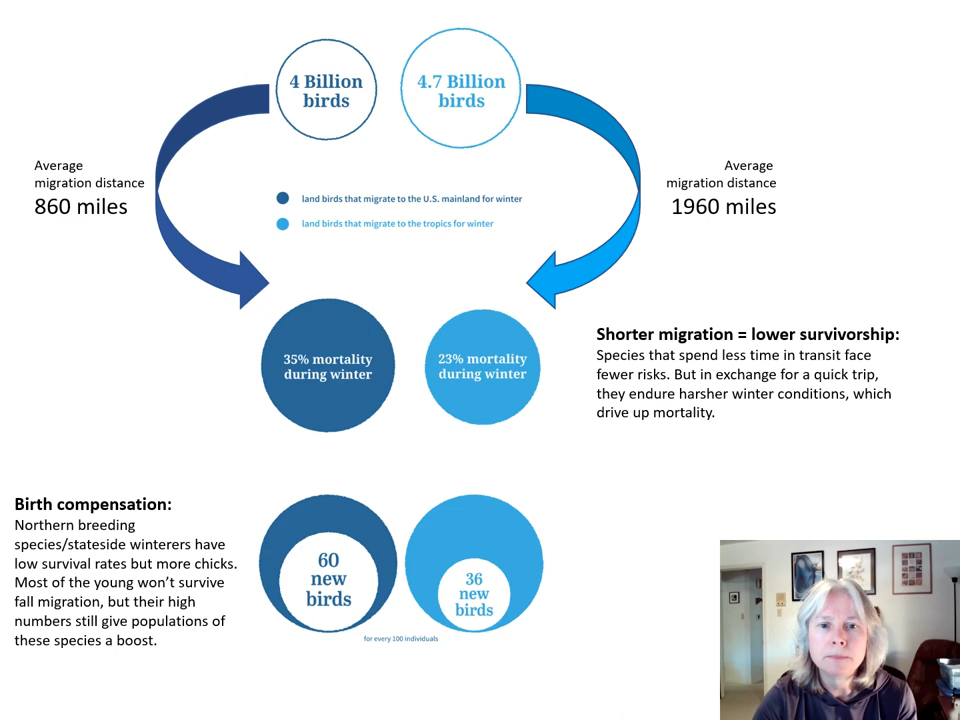 4 Billion
birds
4.7 Billion
birds
Average
migration distance
860 miles
Average
migration distance
1960 miles
land birds that migrate to the U.S. mainland for winter
land birds that migrate to the tropics for winter
35% mortality
during winter
23% mortality
during winter
Shorter migration = lower survivorship:
Species that spend less time in transit face
fewer risks. But in exchange for a quick trip,
they endure harsher winter conditions, which
drive up mortality.
Birth compensation:
Northern breeding
species/stateside winterers have
low survival rates but more chicks.
Most of the young won’t survive
fall migration, but their high
numbers still give populations of
these species a boost.
60
new
birds
36
new
birds
for every 100 individuals